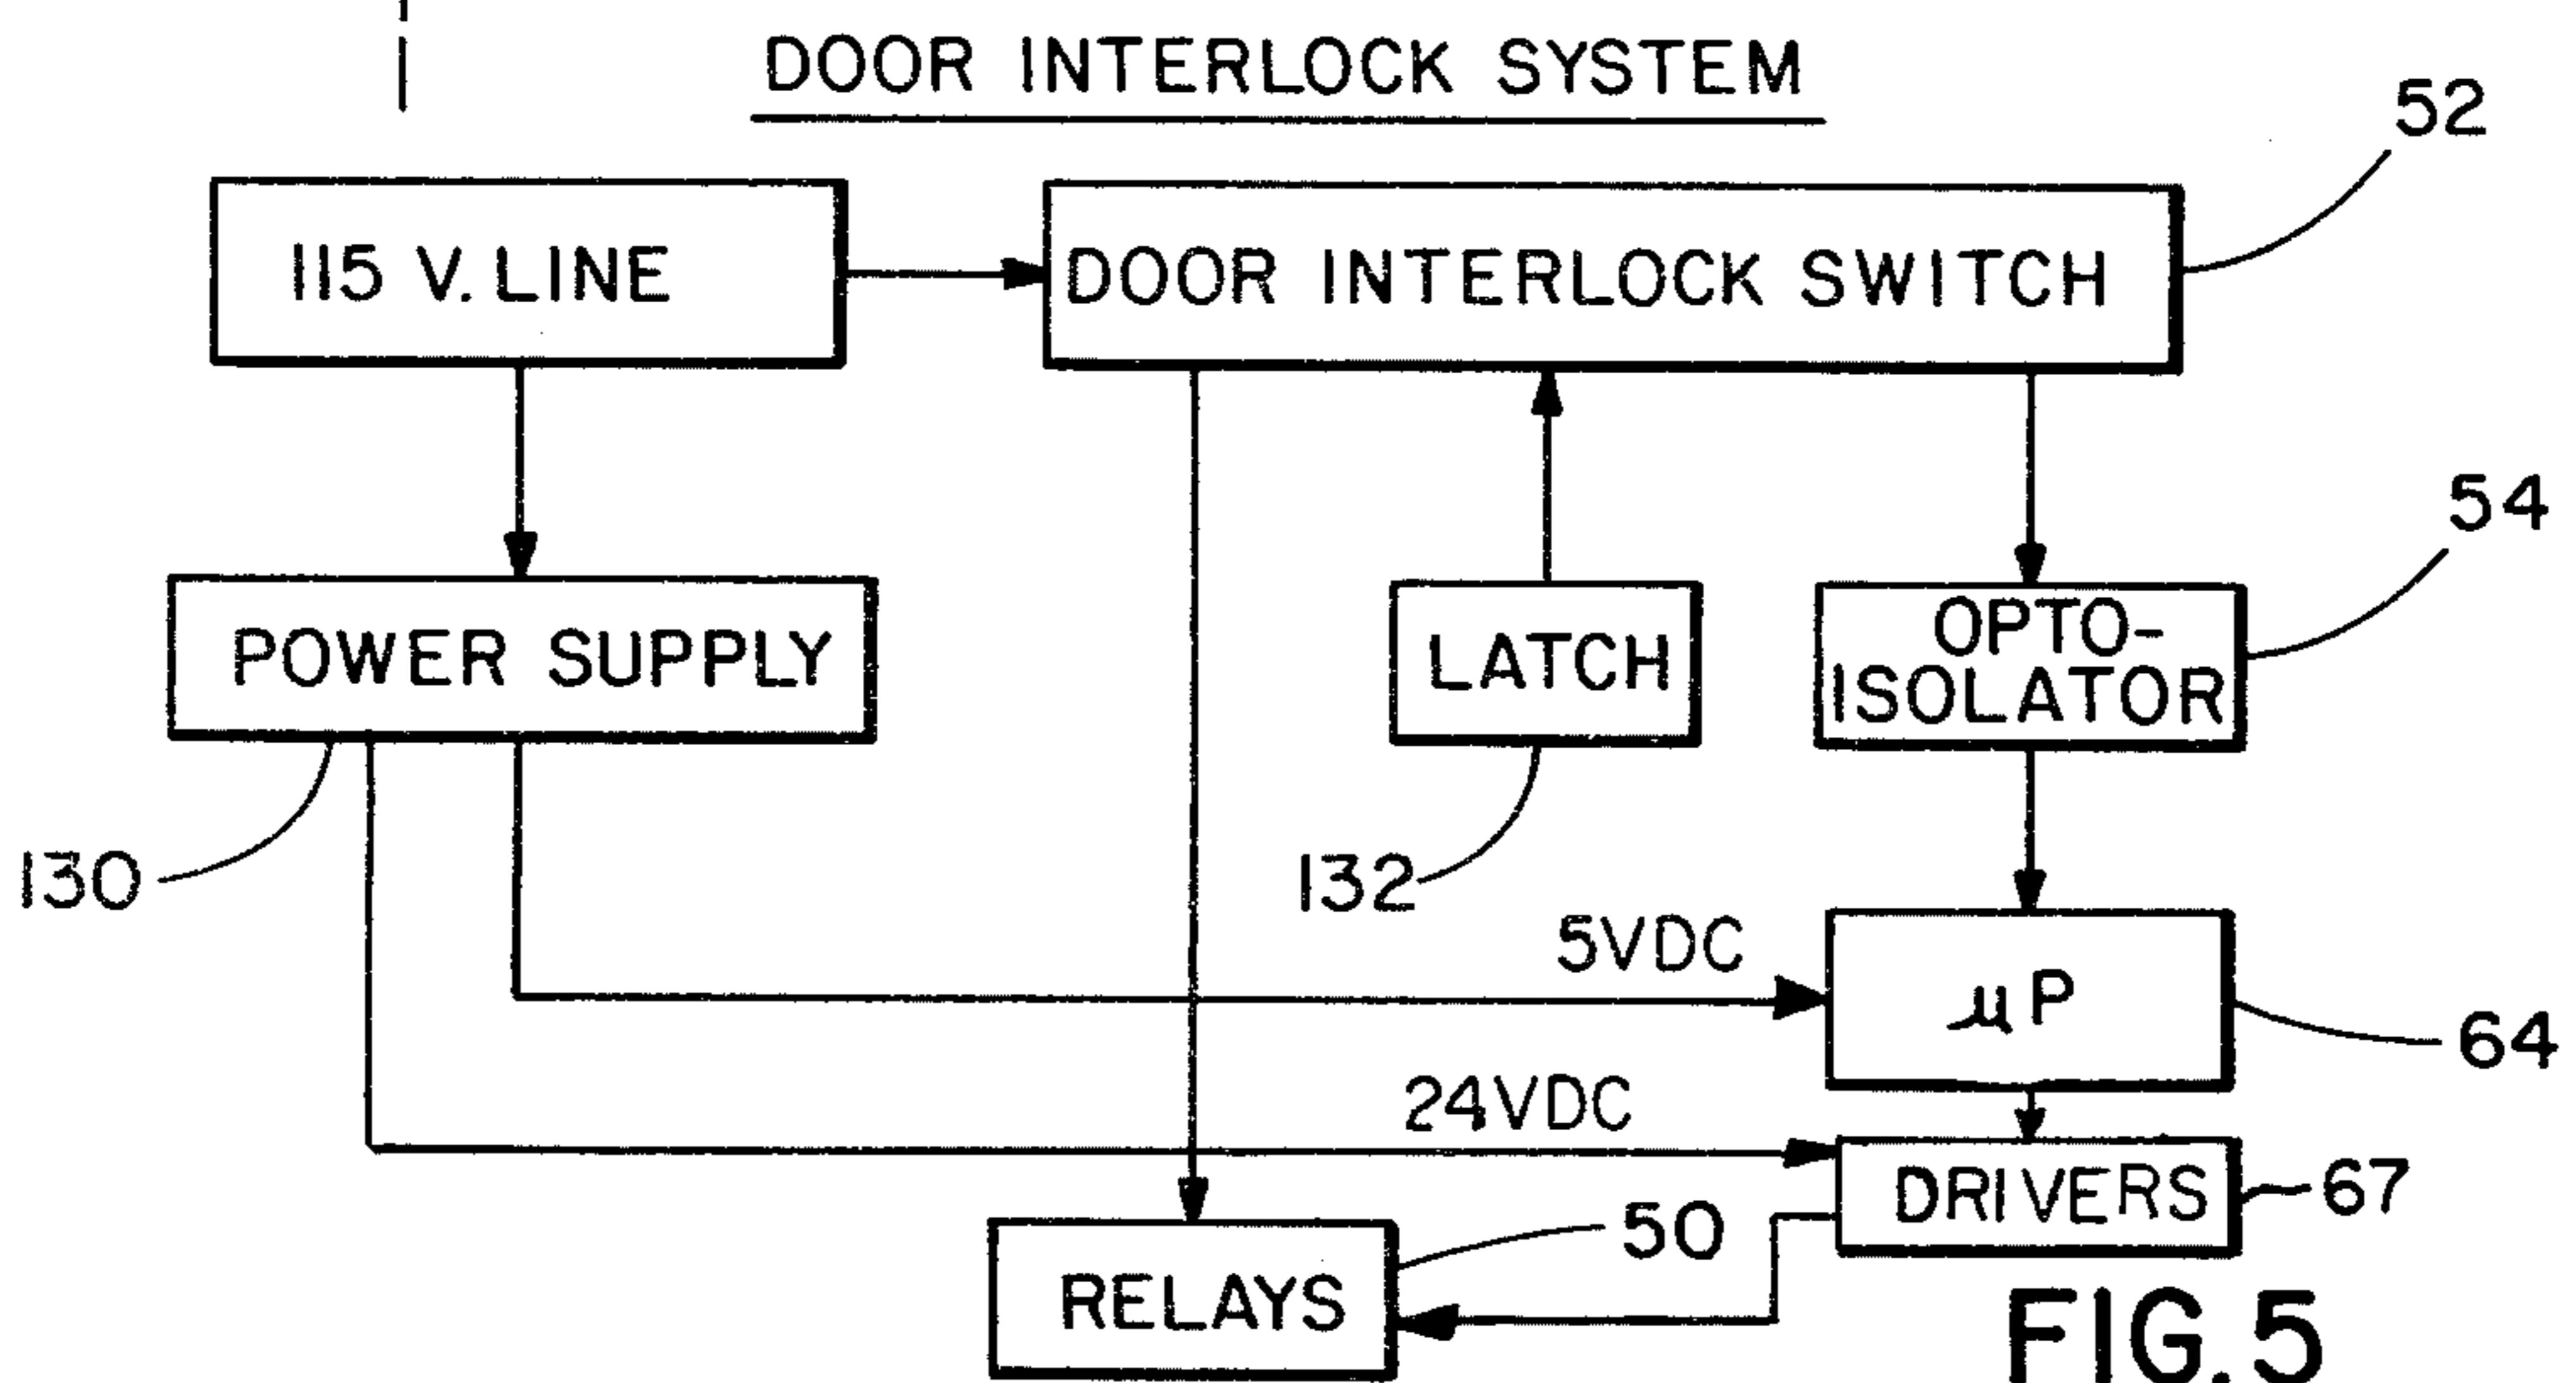 DOOR INTERLOCK SYSTEM
52
115 V. LINE
DOOR INTERLOCK SWITCH
54
POWER SUPPLY
LATCH
OPTO-
ISOLATOR
130
132
5VDC
μP
64
24VDC
DRIVERS
67
50
RELAYS
FIG. 5